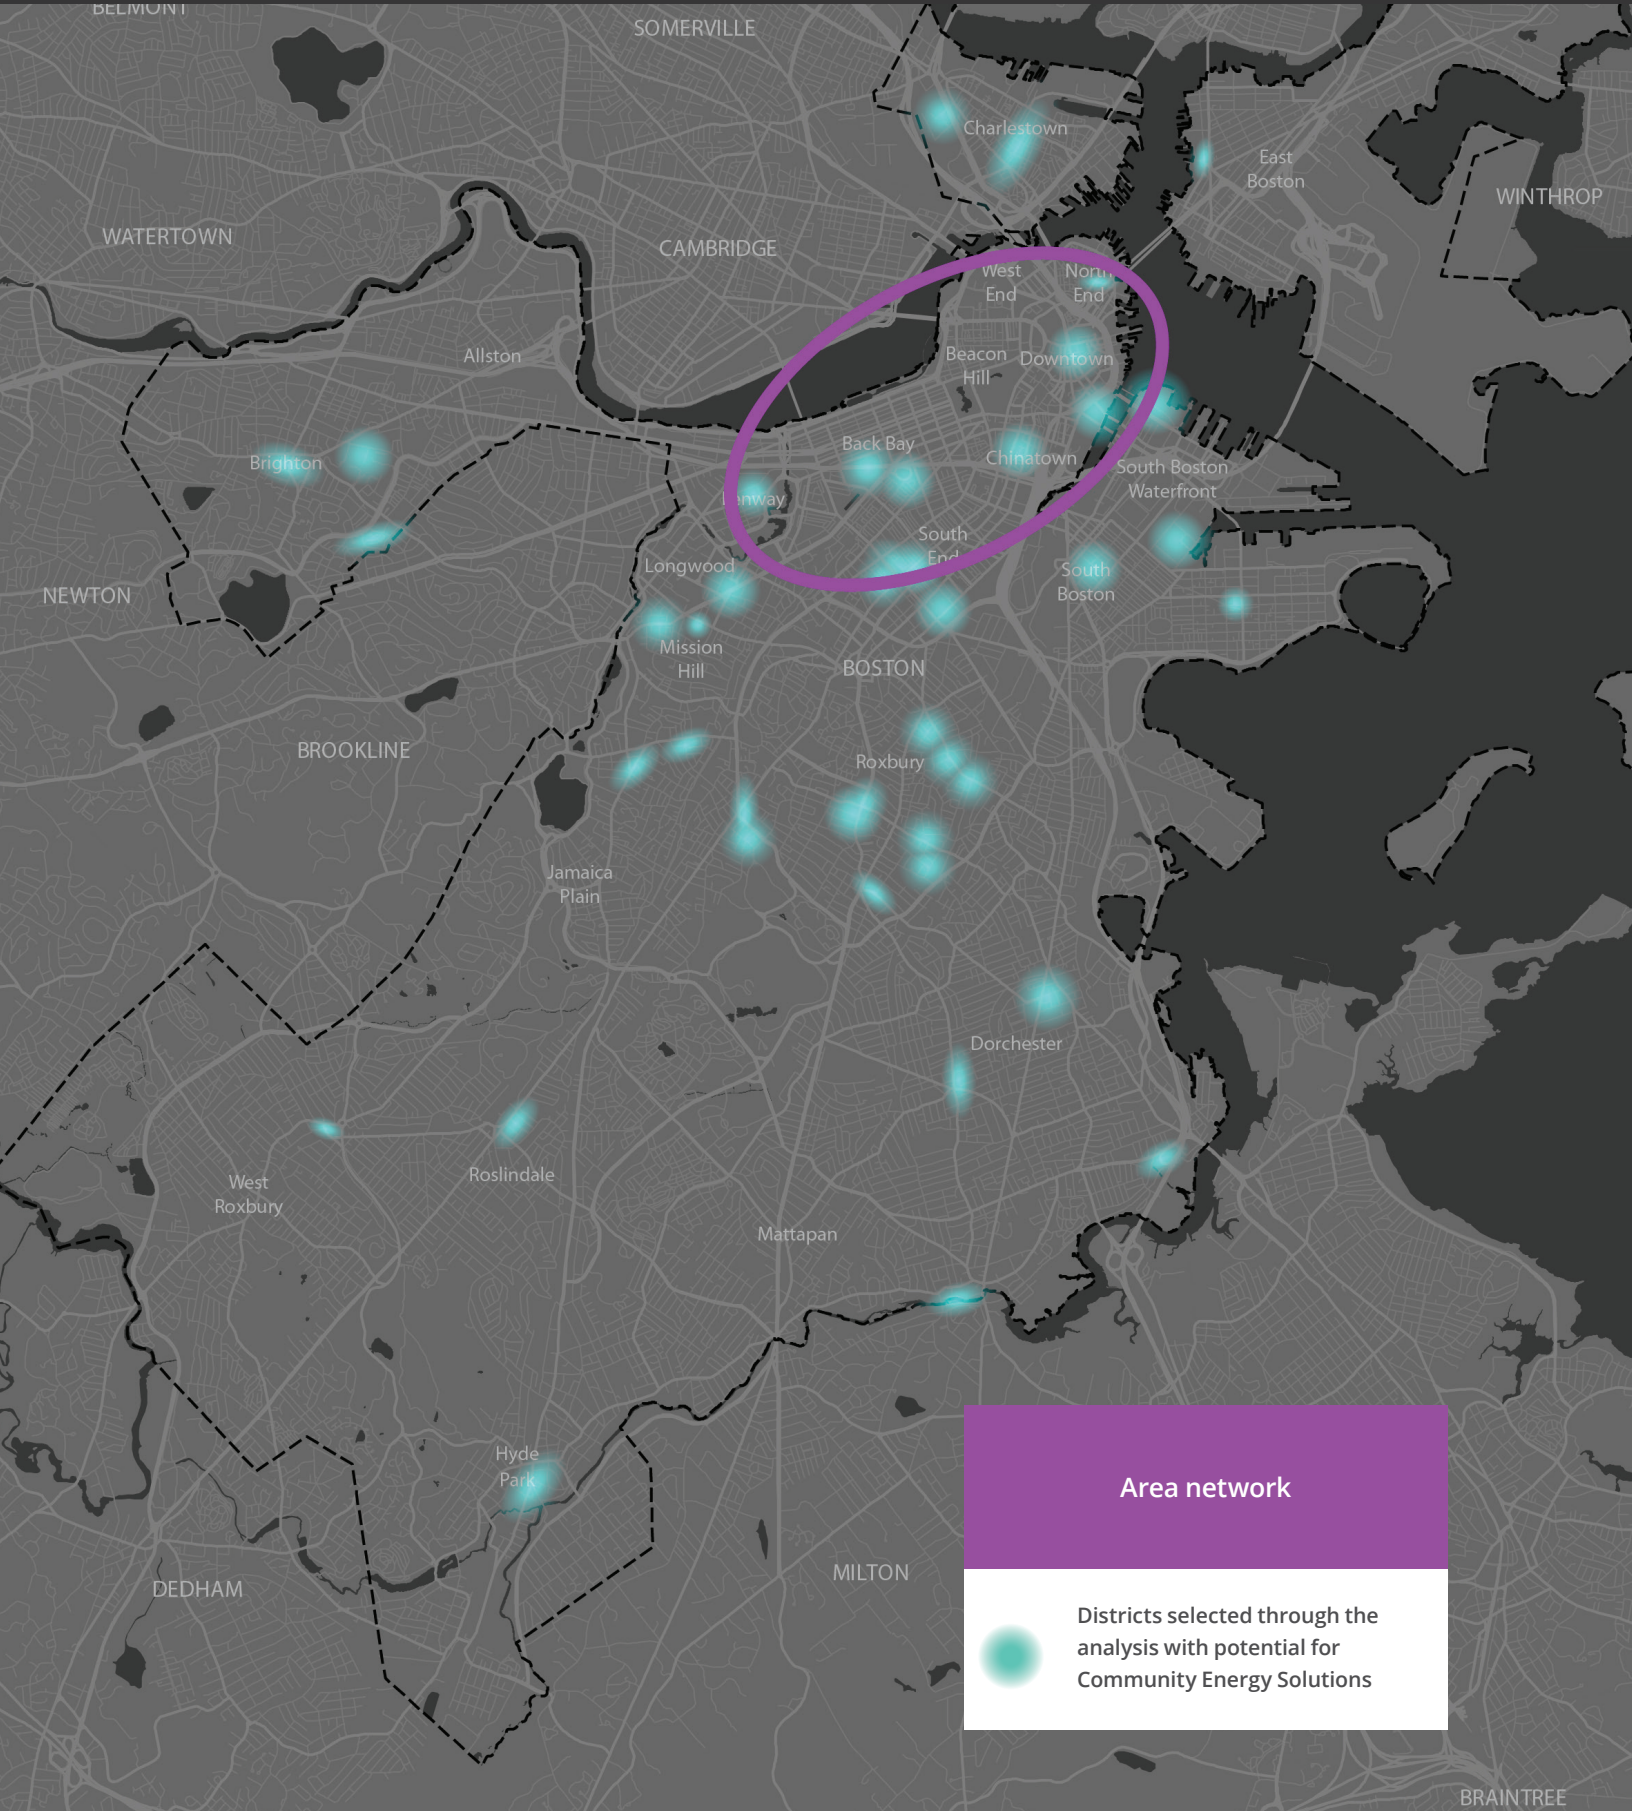 BELMONT
SOMERVILLE
Charlestown
East
Boston
WINTHROP
WATERTOWN
CAMBRIDGE
West
End
North
End
Allston
Beacon
Hill
Downtown
Back Bay
Brighton
Chinatown
South Boston
Waterfront
Fenway
South
End
Longwood
South
Boston
NEWTON
Mission
Hill
BOSTON
BROOKLINE
Roxbury
Jamaica
Plain
Dorchester
Roslindale
West
Roxbury
Mattapan
Hyde
Park
Area network
MILTON
DEDHAM
Districts selected through the
analysis with potential for
Community Energy Solutions
BRAINTREE